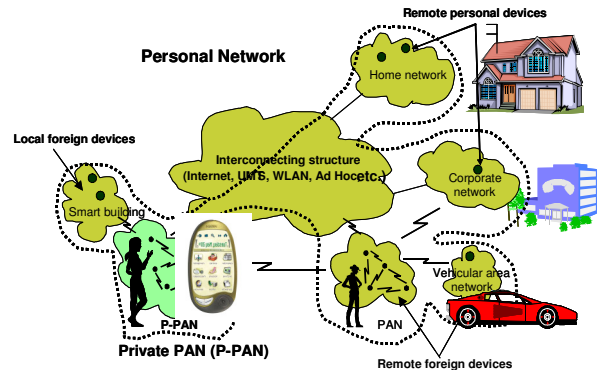 Remote personal devices
Personal Network
Home network
Local foreign devices
Interconnecting structure
(Internet, UMTS, WLAN, Ad Hoc etc.)
Corporate
network
Smart building
Vehicular area
network
P-PAN
PAN
Private PAN (P-PAN)
Remote foreign devices